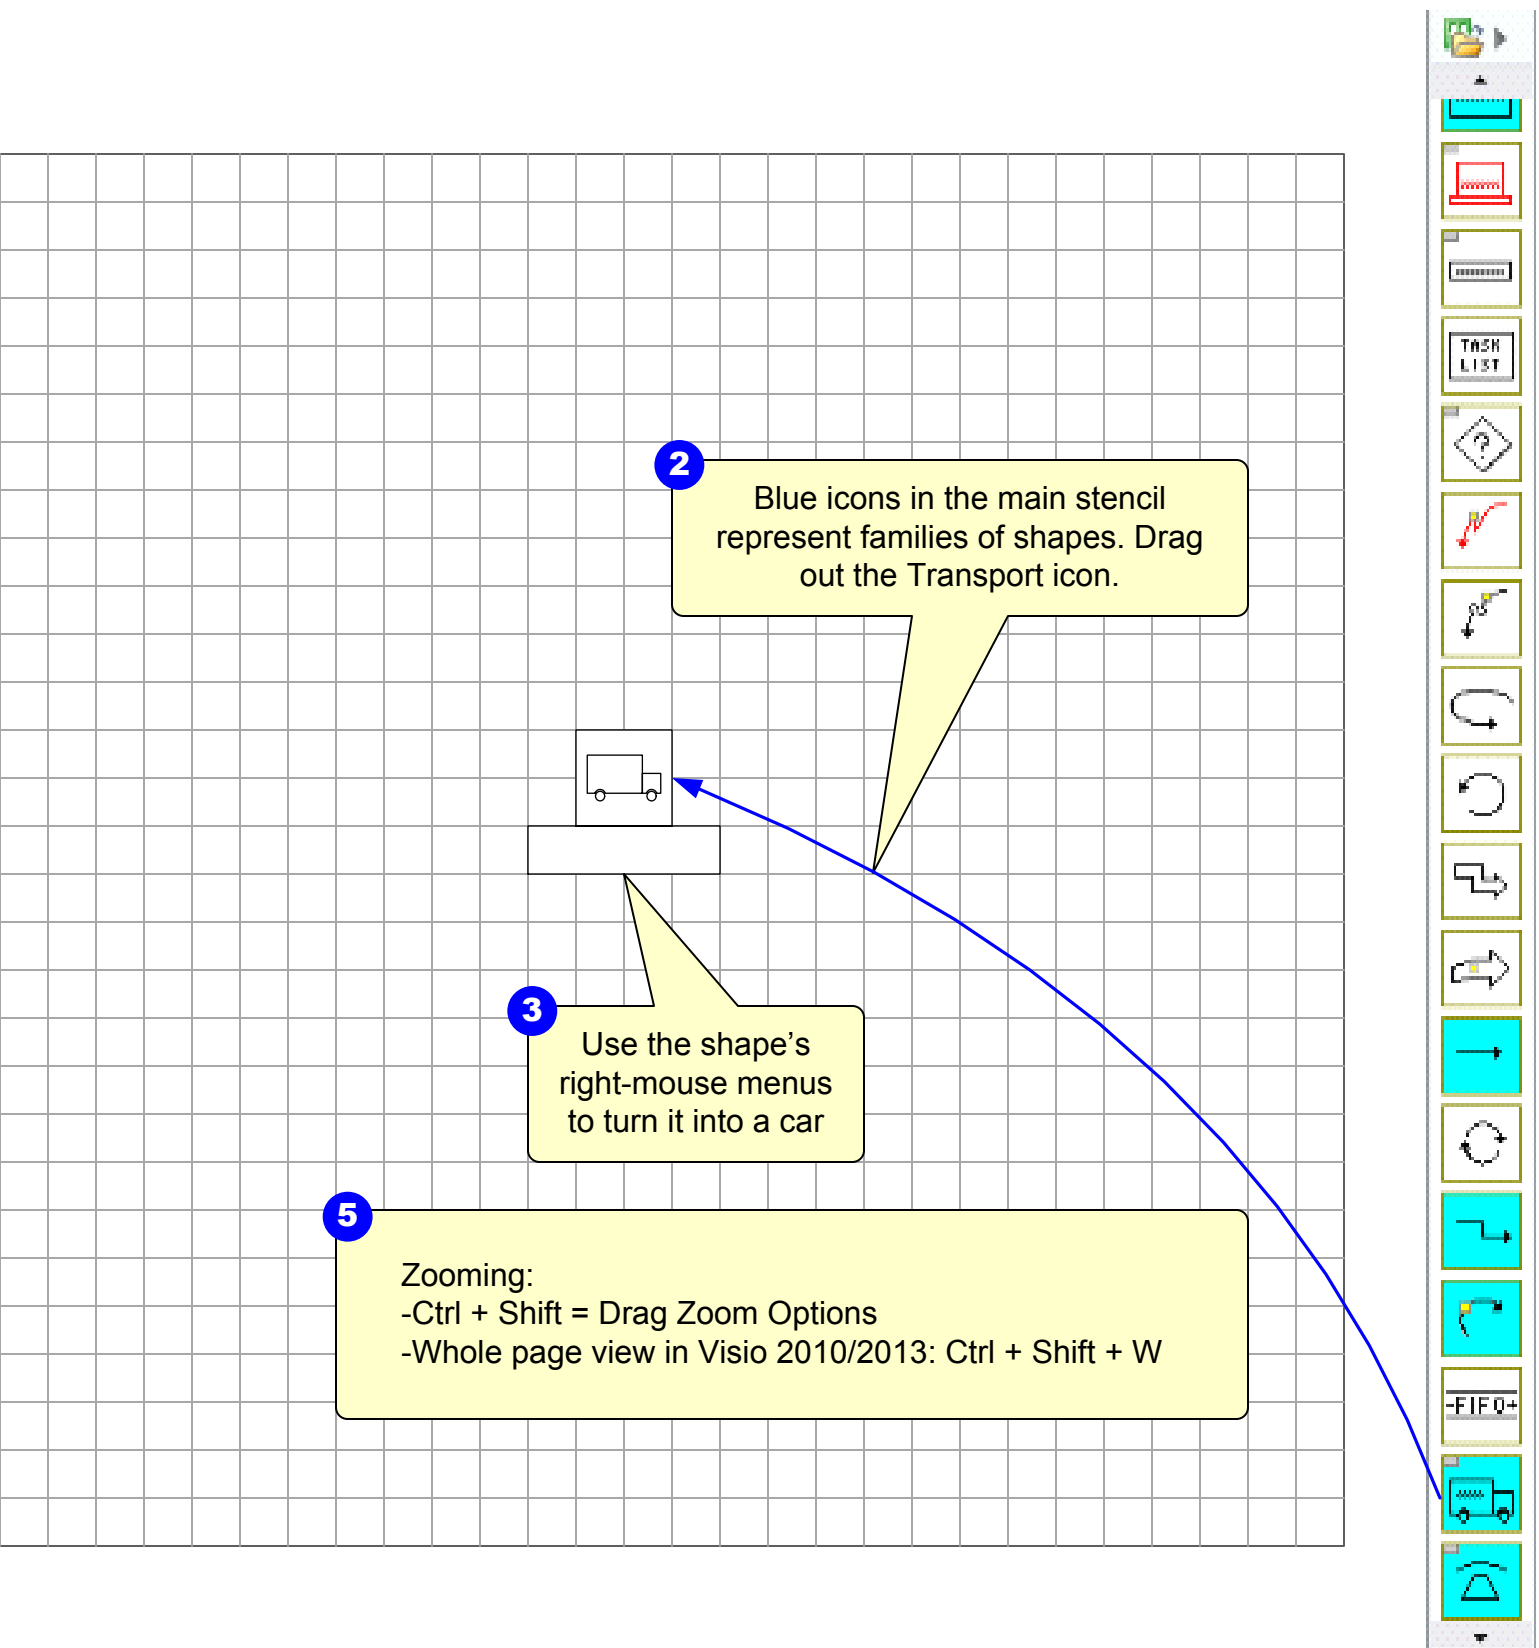 TASK
LIST
?
2
Blue icons in the main stencil
represent families of shapes. Drag
out the Transport icon.
3
Use the shape’s
right-mouse menus
to turn it into a car
5
Zooming:
-Ctrl + Shift = Drag Zoom Options
-Whole page view in Visio 2010/2013: Ctrl + Shift + W
-FIFO→